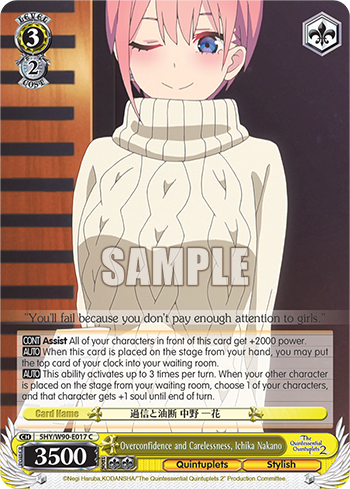 LEVEL
3
2
COST
SAMPLE
"You'll fail because you don't pay enough attention to girls."
CONT Assist All of your characters in front of this card get +2000 power.
AUTO When this card is placed on the stage from your hand, you may
put the top card of your clock into your waiting room.
AUTO This ability activates up to 3 times per turn. When your other character
is placed on the stage from your waiting room, choose 1 of your characters,
and that character gets +1 soul until end of turn.
Card Name
過信と油断 中野 一花
CH 5HY/W90-E017 C
Overconfidence and Carelessness, Ichika Nakano
The Quintessential Quintuplets 2
POWER 3500 SOUL
Quintuplets
Stylish
©Negi Haruba,KODANSHA/"The Quintessential Quintuplets 2" Production Committee.